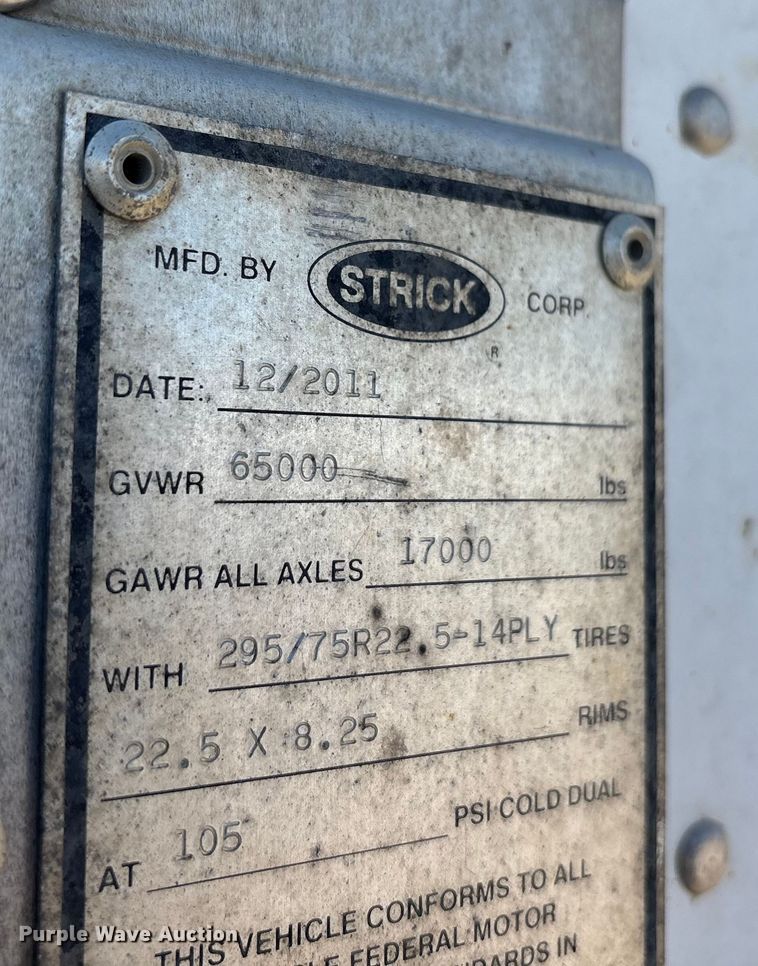 MFD. BY STRICK CORP.
R
DATE: 12/2011
GVWR 65000 lbs
GAWR ALL AXLES 17000 lbs
WITH 295/75R22.5-14PLY TIRES
22.5 X 8.25 RIMS
AT 105 PSI COLD DUAL
THIS VEHICLE CONFORMS TO ALL
FEDERAL MOTOR
IN
Purple Wave Auction